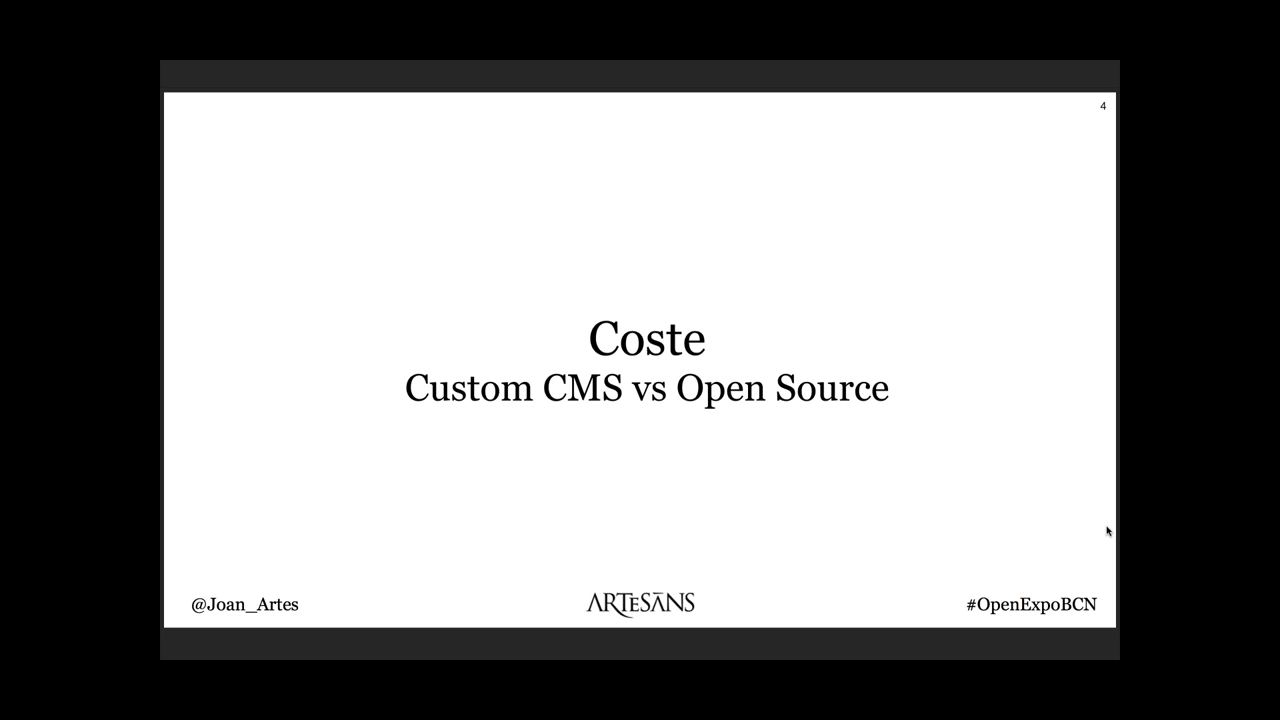 4
Coste
Custom CMS vs Open Source
@Joan_Artes
ARTESANS
#OpenExpoBCN